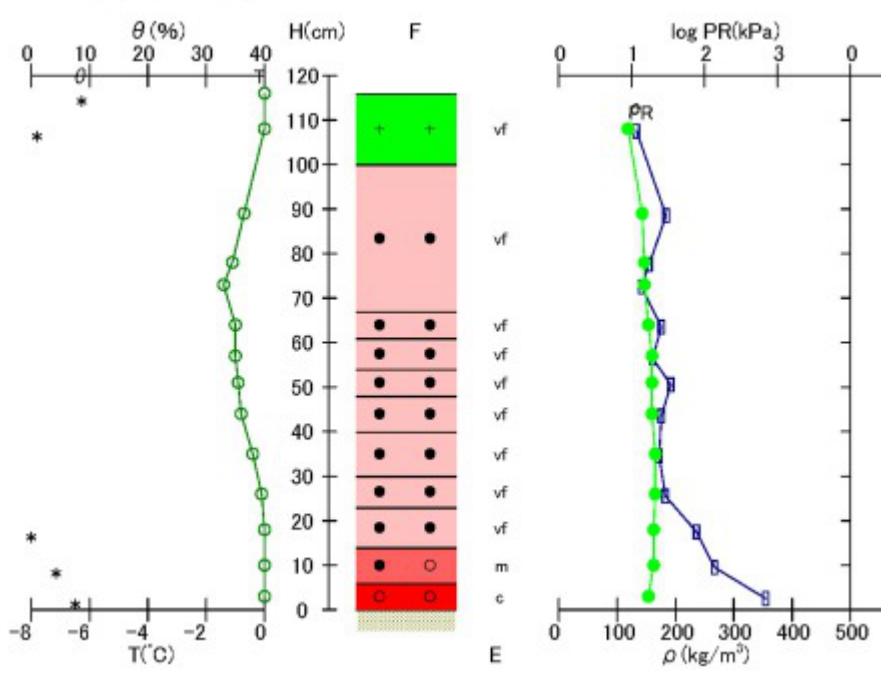 θ(%) H(cm) F log PR(kPa)
0 10 20 30 40 0 1 2 3 0
θ T 120
PR
110 vf
100
90
vf
80
70
vf
60
vf
50 vf
vf
40
vf
30
vf
20
vf
10 m
c
0
-8 -6 -4 -2 0 0 100 200 300 400 500
T(℃) E ρ(kg/m³)